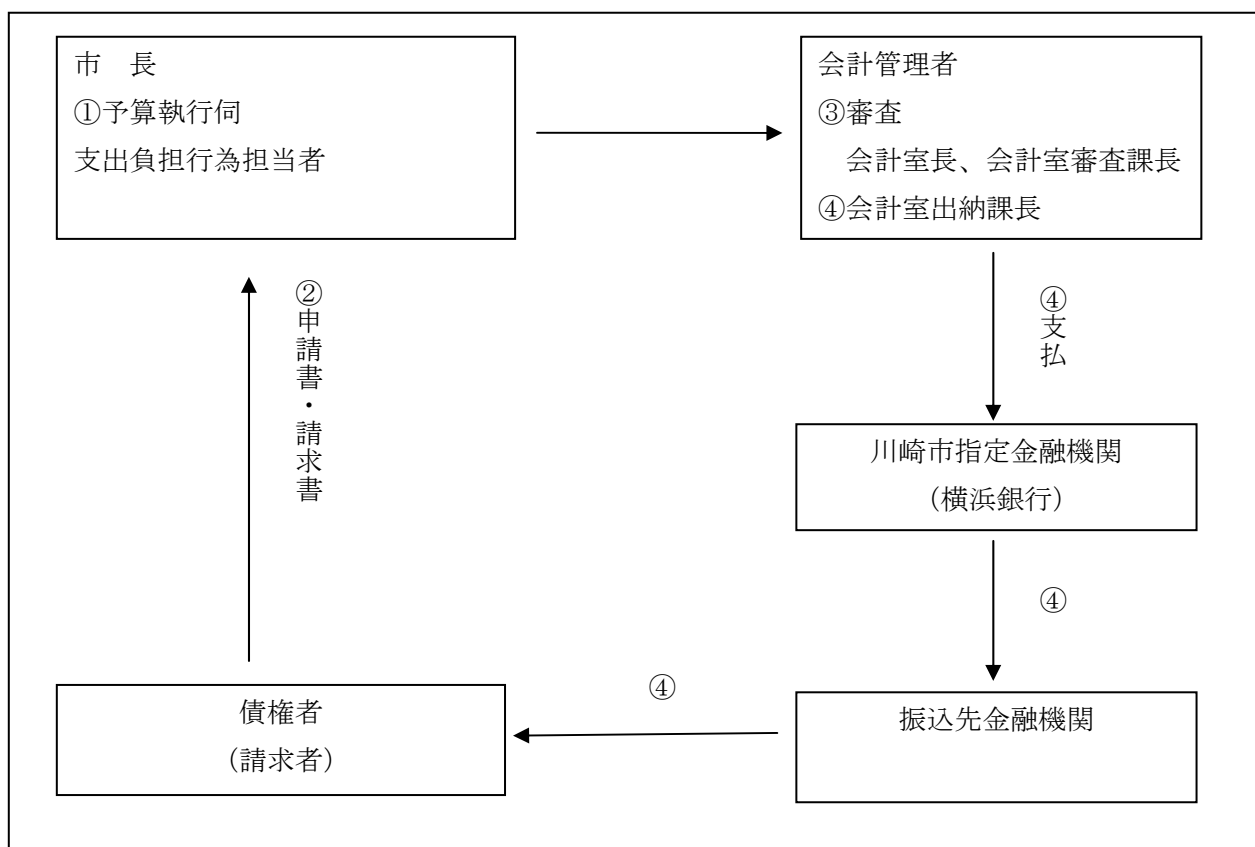 市　長
①予算執行伺
支出負担行為担当者
会計管理者
③審査
会計室長、会計室審査課長
④会計室出納課長
②申請書・請求書
④支払
川崎市指定金融機関
（横浜銀行）
④
債権者
（請求者）
④
振込先金融機関